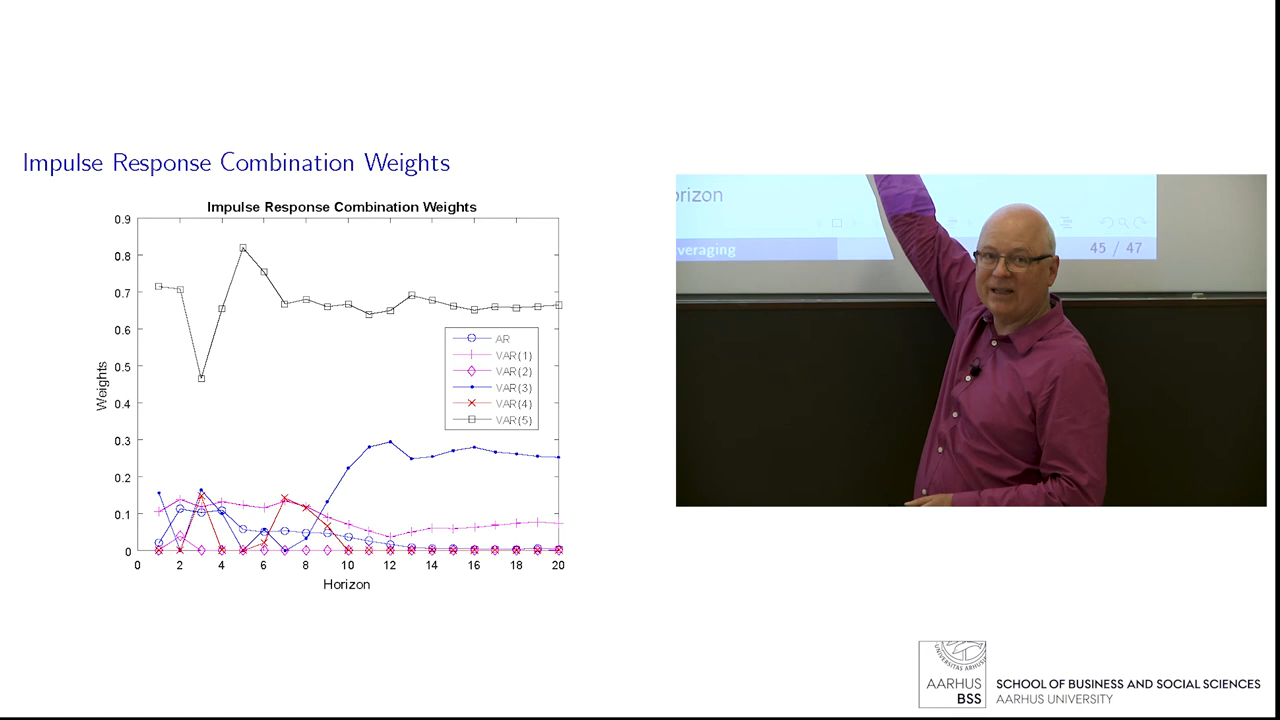 Impulse Response Combination Weights
Impulse Response Combination Weights
0.9
0.8
0.7
0.6
0.5
0.4
0.3
0.2
0.1
0
Weights
AR
VAR(1)
VAR(2)
VAR(3)
VAR(4)
VAR(5)
0 2 4 6 8 10 12 14 16 18 20
Horizon
orizon
veraging
45 / 47
UNIVERSITAS ARHUSIENSIS
AARHUS
BSS
SCHOOL OF BUSINESS AND SOCIAL SCIENCES
AARHUS UNIVERSITY